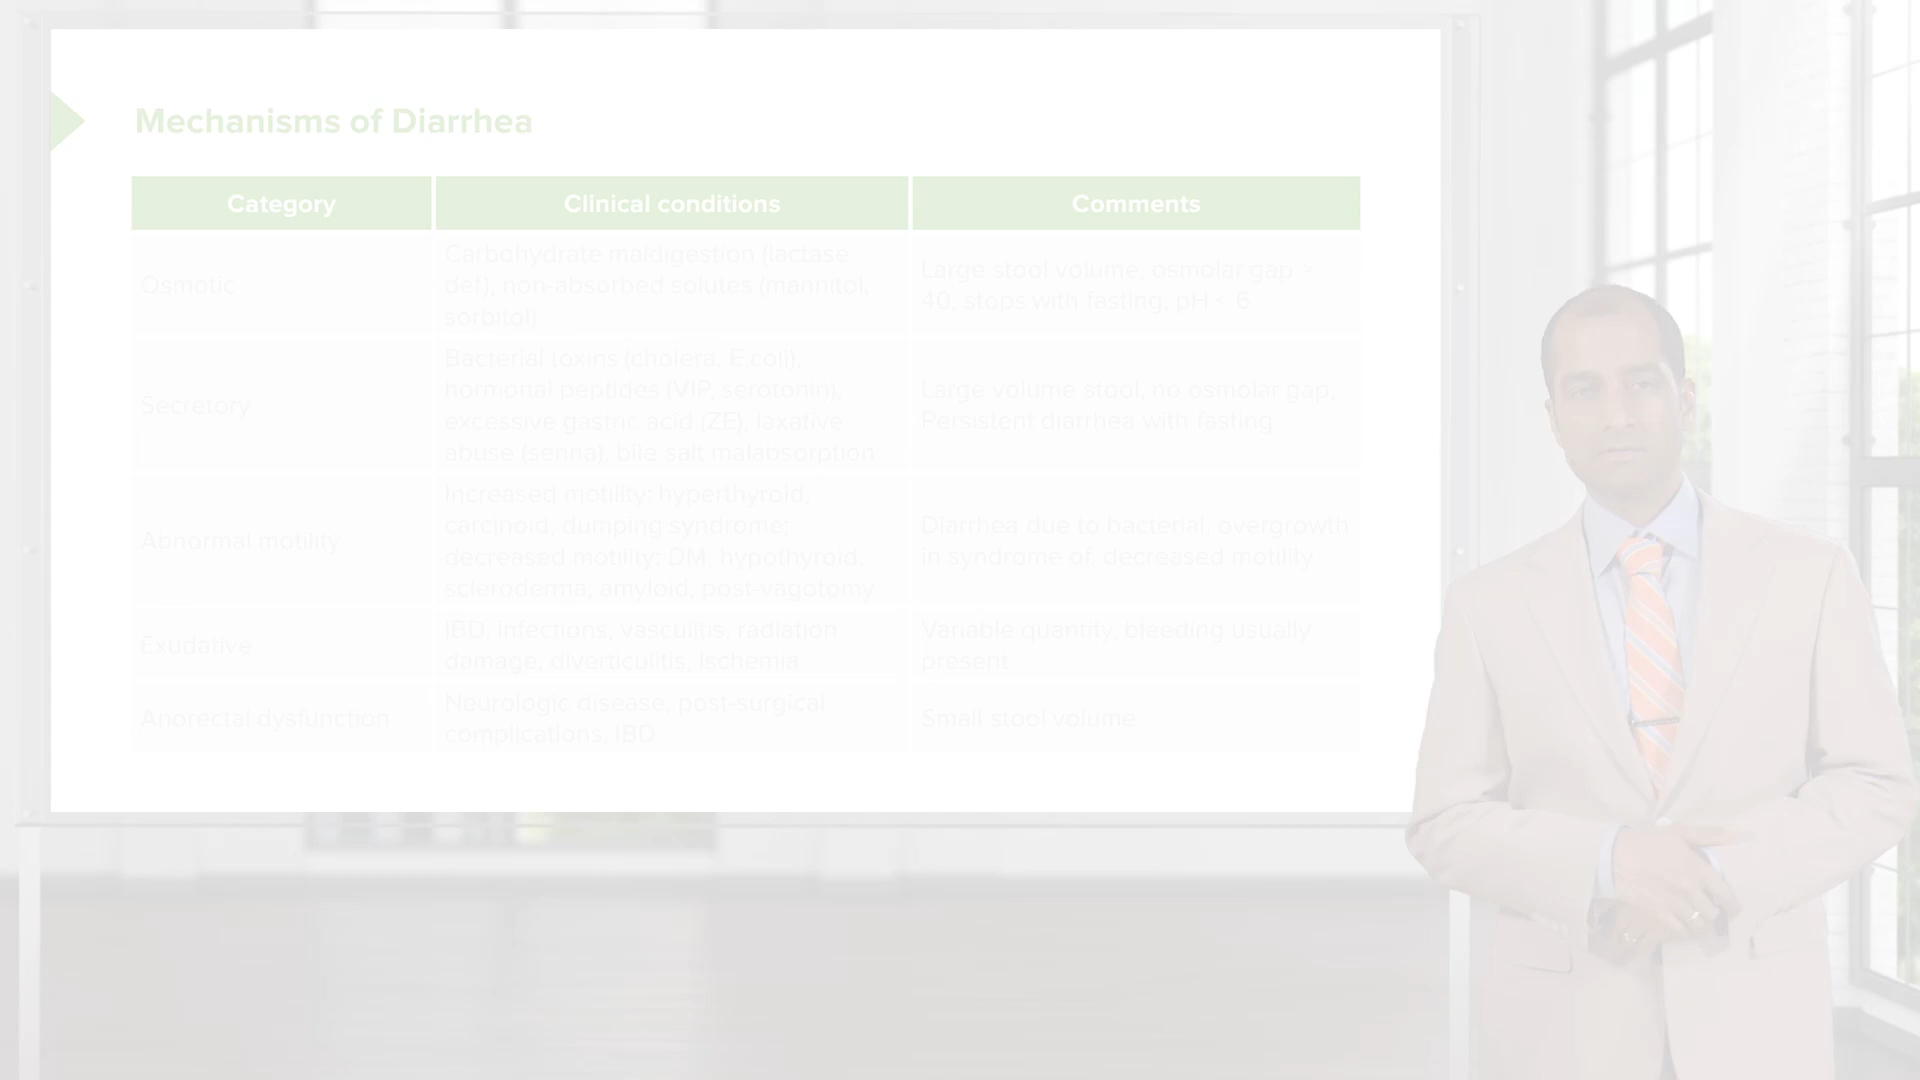 Mechanisms of Diarrhea
Category
Clinical conditions
Comments
Osmotic
Carbohydrate maldigestion (lactase
def), non-absorbed solutes (mannitol,
sorbitol)
Large stool volume, osmolar gap >
40, stops with fasting, pH < 6
Secretory
Bacterial toxins (cholera, E.coli),
hormonal peptides (VIP, serotonin),
excessive gastric acid (ZE), laxative
abuse (senna), bile salt malabsorption
Large volume stool, no osmolar gap,
Persistent diarrhea with fasting
Abnormal motility
Increased motility: hyperthyroid,
carcinoid, dumping syndrome;
decreased motility: DM, hypothyroid,
scleroderma, amyloid, post-vagotomy
Diarrhea due to bacterial, overgrowth
in syndrome of, decreased motility
Exudative
IBD, infections, vasculitis, radiation
damage, diverticulitis, Ischemia
Variable quantity, bleeding usually
present
Anorectal dysfunction
Neurologic disease, post-surgical
complications, IBD
Small stool volume